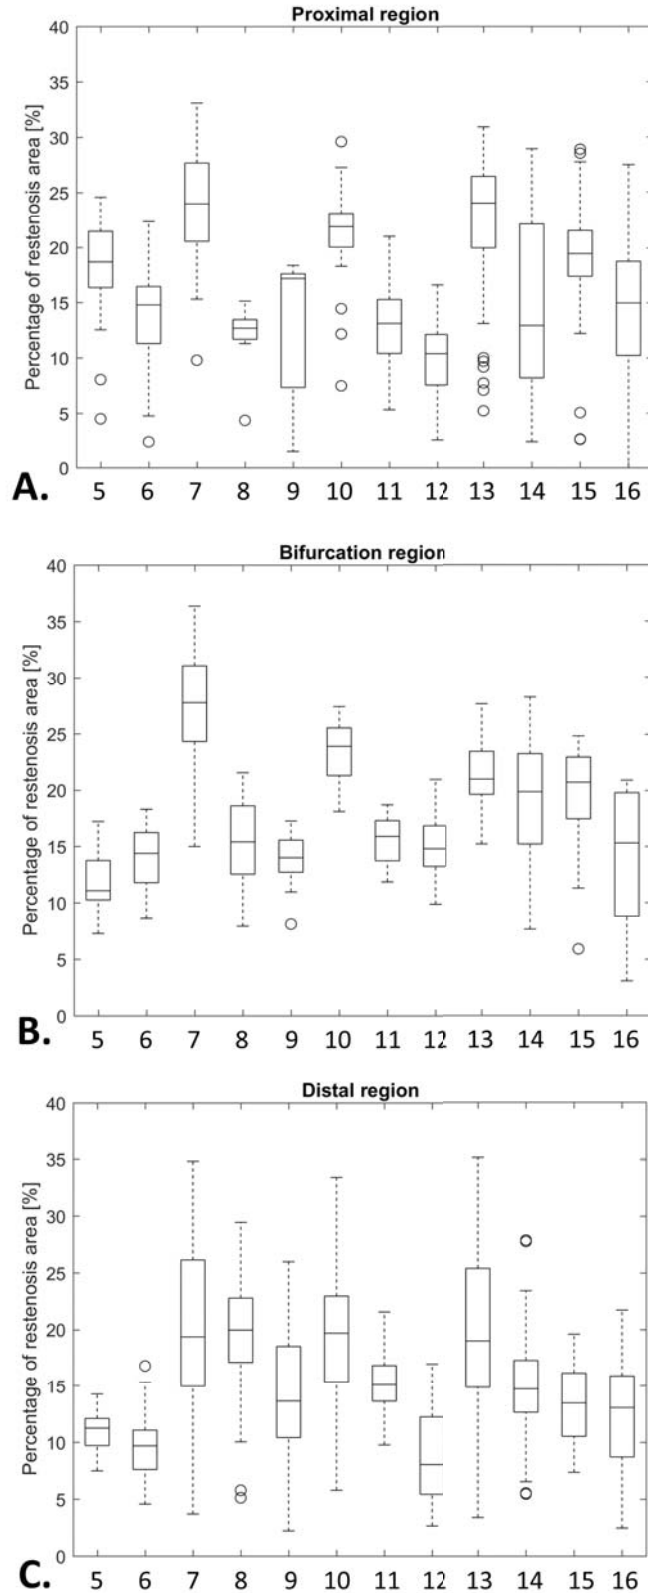 Proximal region
40
35
30
25
20
15
10
5
0
Percentage of restenosis area [%]
A.
5 6 7 8 9 10 11 12 13 14 15 16
Bifurcation region
40
35
30
25
20
15
10
5
0
Percentage of restenosis area [%]
B.
5 6 7 8 9 10 11 12 13 14 15 16
Distal region
40
35
30
25
20
15
10
5
0
Percentage of restenosis area [%]
C.
5 6 7 8 9 10 11 12 13 14 15 16